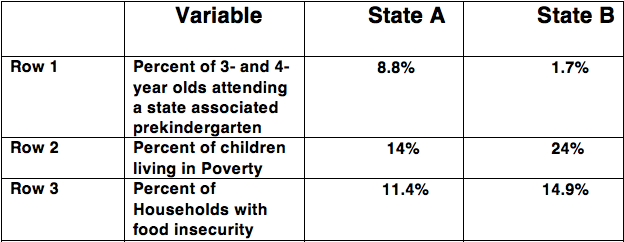 Variable State A State B
Row 1 Percent of 3- and 4- 8.8% 1.7%
year olds attending
a state associated
prekindergarten
Row 2 Percent of children 14% 24%
living in Poverty
Row 3 Percent of 11.4% 14.9%
Households with
food insecurity